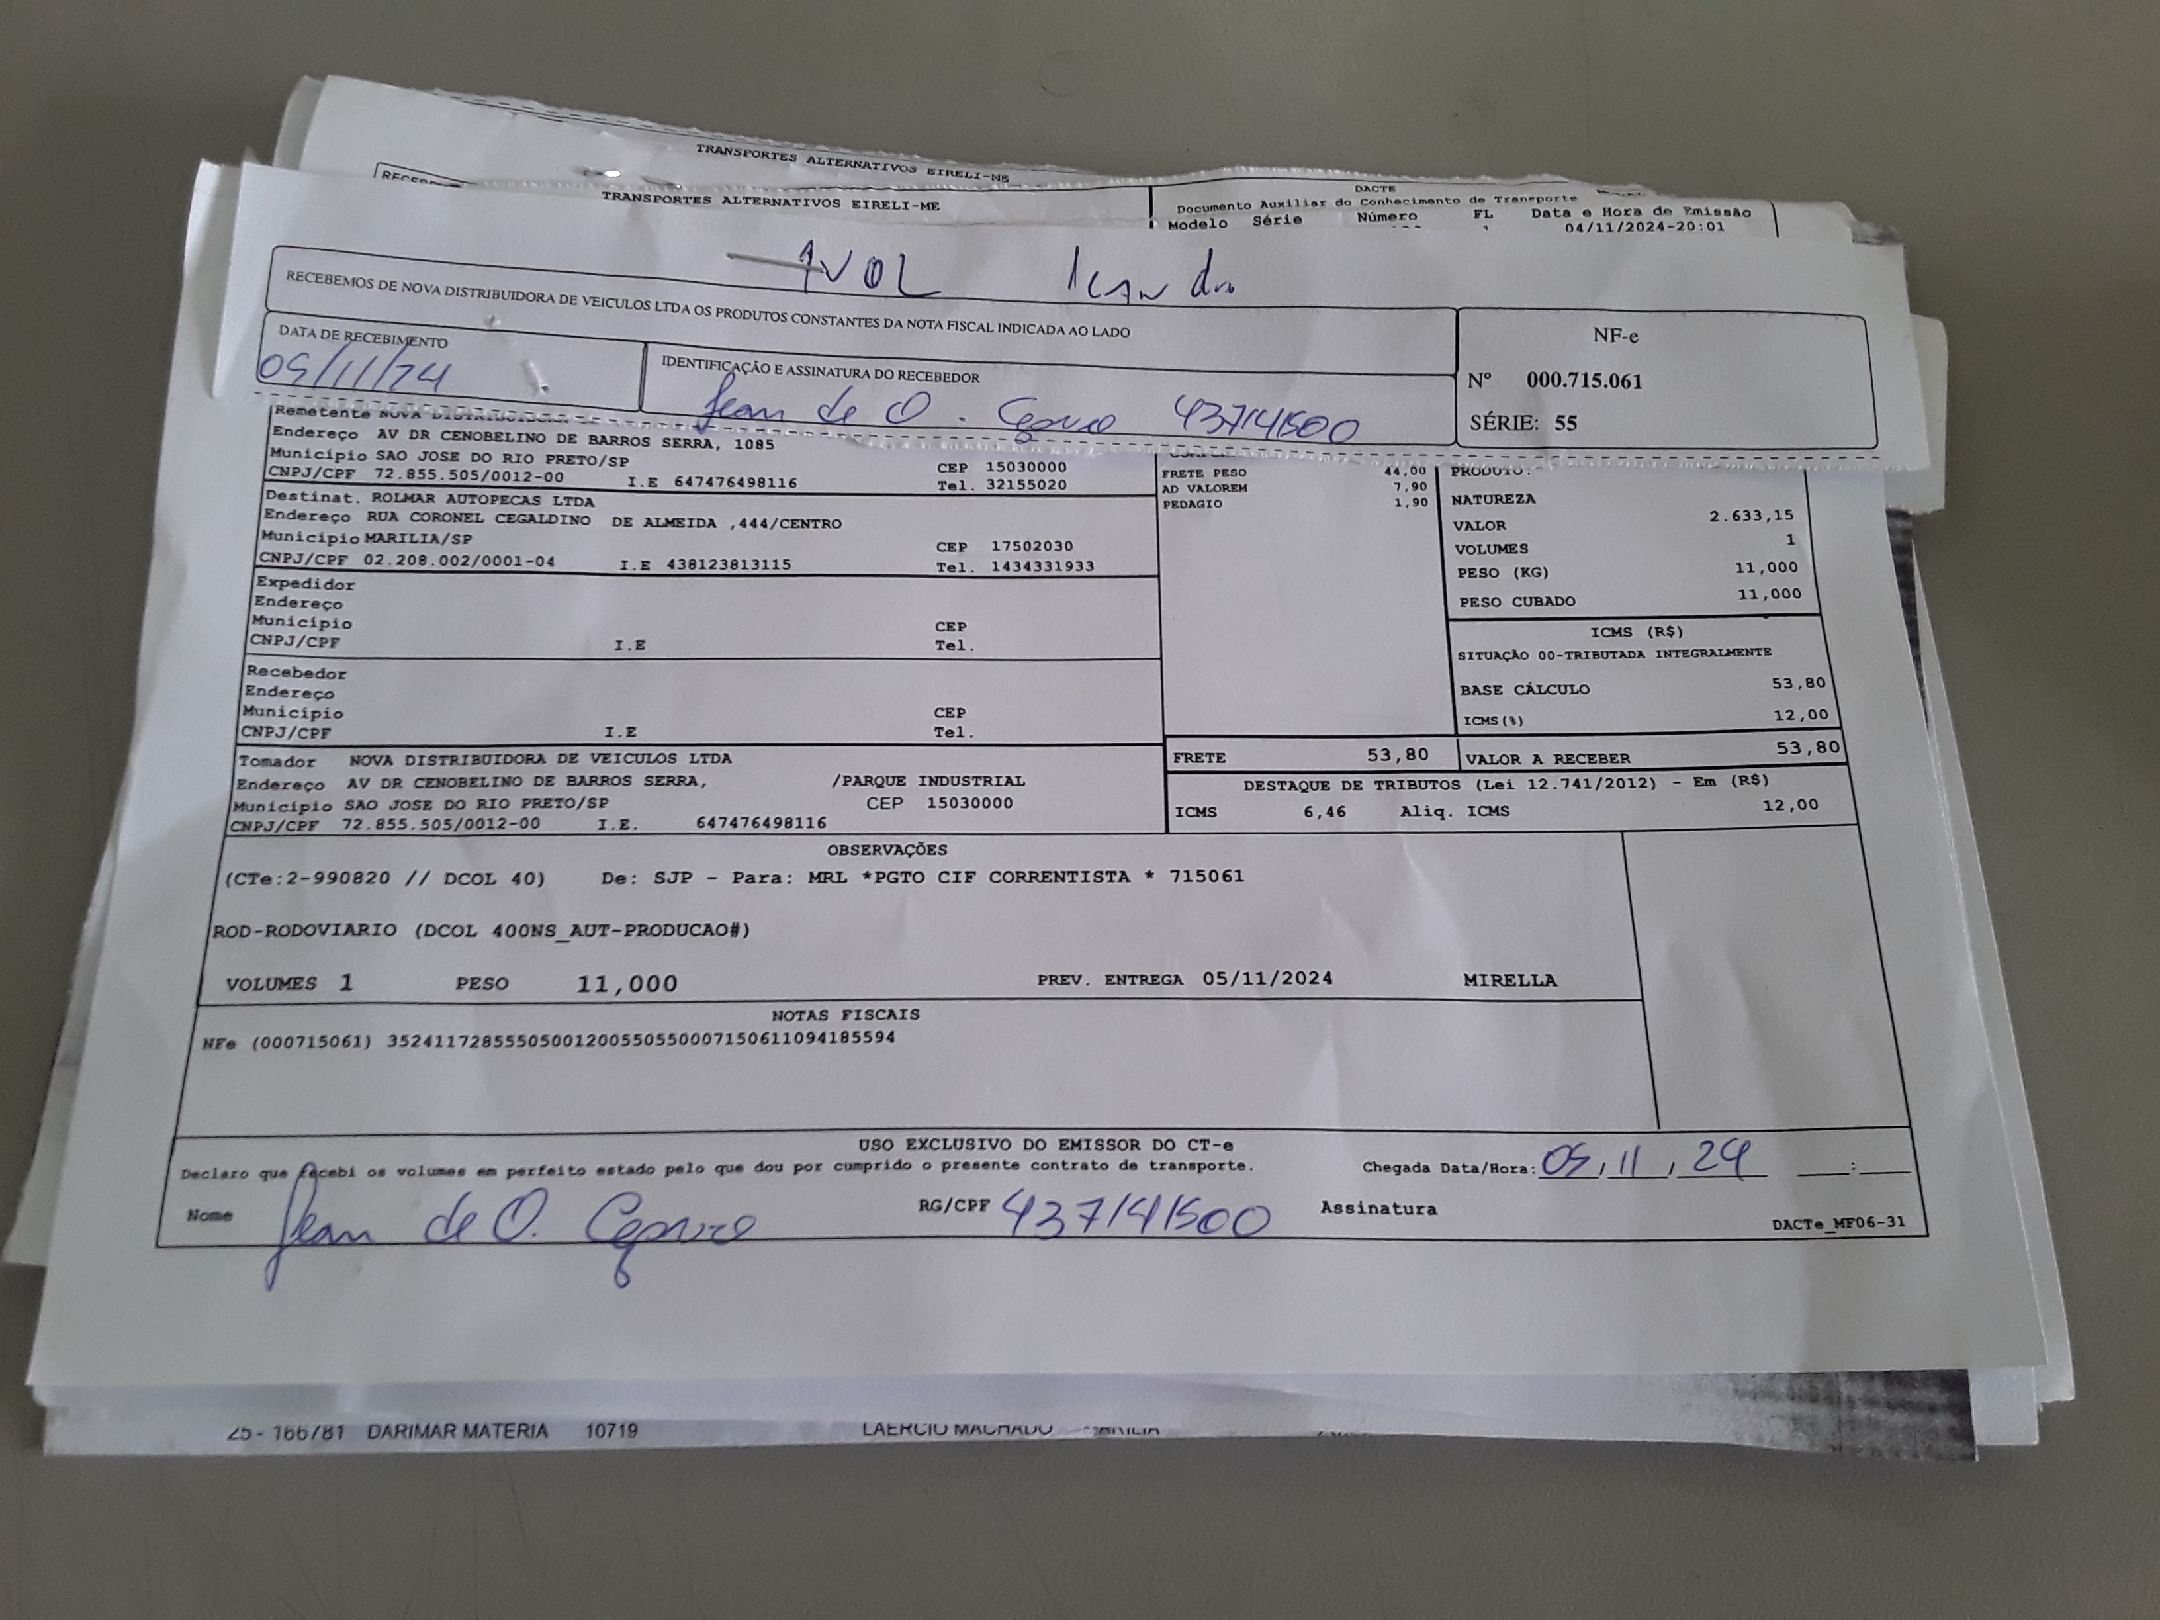 TRANSPORTES ALTERNATIVOS EIRELI-ME
TRANSPORTES ALTERNATIVOS EIRELI-ME
DACTE
Documento Auxiliar do Conhecimento de Transporte
Modelo Série Número FL Data e Hora de Emissão
04/11/2024-20:01
1VOL
RECEBEMOS DE NOVA DISTRIBUIDORA DE VEICULOS LTDA OS PRODUTOS CONSTANTES DA NOTA FISCAL INDICADA AO LADO
DATA DE RECEBIMENTO
05/11/24
IDENTIFICAÇÃO E ASSINATURA DO RECEBEDOR
Jean de O. 437141500
NF-e
Nº 000.715.061
SÉRIE: 55
Remetente NOVA DISTRIBUIDORA
Endereço AV DR CENOBELINO DE BARROS SERRA, 1085
Município SAO JOSE DO RIO PRETO/SP CEP 15030000
CNPJ/CPF 72.855.505/0012-00 I.E 647476498116 Tel. 32155020
Destinat. ROLMAR AUTOPECAS LTDA
Endereço RUA CORONEL CEGALDINO DE ALMEIDA ,444/CENTRO
Município MARILIA/SP CEP 17502030
CNPJ/CPF 02.208.002/0001-04 I.E 438123813115 Tel. 1434331933
Expedidor
Endereço
Município CEP
CNPJ/CPF I.E Tel.
Recebedor
Endereço
Município CEP
CNPJ/CPF I.E Tel.
Tomador NOVA DISTRIBUIDORA DE VEICULOS LTDA
Endereço AV DR CENOBELINO DE BARROS SERRA, /PARQUE INDUSTRIAL
Município SAO JOSE DO RIO PRETO/SP CEP 15030000
CNPJ/CPF 72.855.505/0012-00 I.E. 647476498116
FRETE PESO 44,00
AD VALOREM 7,90
PEDAGIO 1,90
PRODUTO:
NATUREZA
VALOR 2.633,15
VOLUMES 1
PESO (KG) 11,000
PESO CUBADO 11,000
ICMS (R$)
SITUAÇÃO 00-TRIBUTADA INTEGRALMENTE
BASE CÁLCULO 53,80
ICMS(%) 12,00
FRETE 53,80 VALOR A RECEBER 53,80
DESTAQUE DE TRIBUTOS (Lei 12.741/2012) - Em (R$)
ICMS 6,46 Aliq. ICMS 12,00
OBSERVAÇÕES
(CTe:2-990820 // DCOL 40) De: SJP - Para: MRL *PGTO CIF CORRENTISTA * 715061
ROD-RODOVIARIO (DCOL 400NS_AUT-PRODUCAO#)
VOLUMES 1 PESO 11,000 PREV. ENTREGA 05/11/2024 MIRELLA
NOTAS FISCAIS
NFe (000715061) 35241172855505001200550550007150611094185594
USO EXCLUSIVO DO EMISSOR DO CT-e
Declaro que recebi os volumes em perfeito estado pelo que dou por cumprido o presente contrato de transporte. Chegada Data/Hora: 05/11/24 __:__
Nome Jean de O. RG/CPF 437141500 Assinatura
DACTe_MF06-31
25 - 166781 DARIMAR MATERIA 10719 LAERCIO MACHADO MARILIA